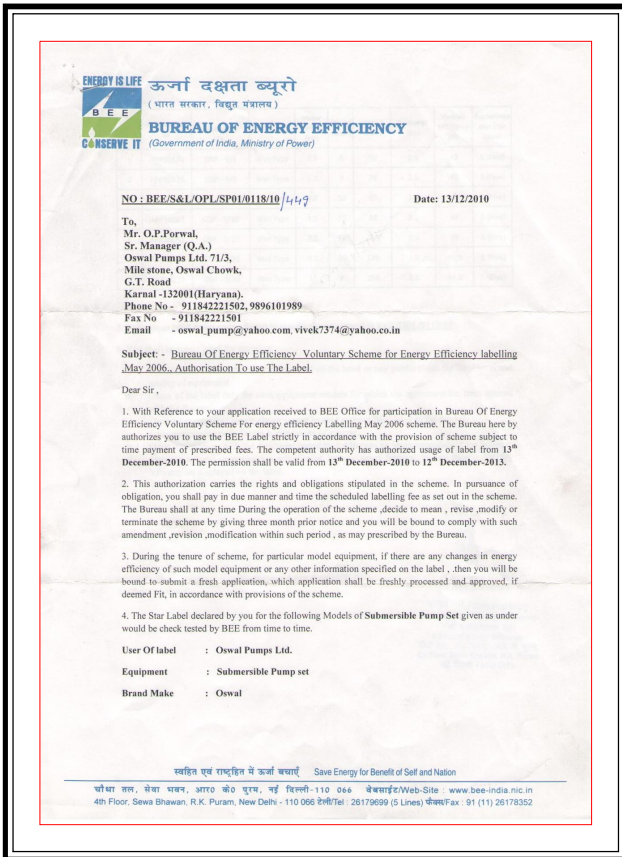 ENERGY IS LIFE
BEE
CONSERVE IT
ऊर्जा दक्षता ब्यूरो
(भारत सरकार, विद्युत मंत्रालय)
BUREAU OF ENERGY EFFICIENCY
(Government of India, Ministry of Power)
NO : BEE/S&L/OPL/SP01/0118/10/449 Date: 13/12/2010
To,
Mr. O.P.Porwal,
Sr. Manager (Q.A.)
Oswal Pumps Ltd. 71/3,
Mile stone, Oswal Chowk,
G.T. Road
Karnal -132001(Haryana).
Phone No - 911842221502, 9896101989
Fax No - 911842221501
Email - oswal_pump@yahoo.com, vivek7374@yahoo.co.in
Subject: - Bureau Of Energy Efficiency Voluntary Scheme for Energy Efficiency labelling
,May 2006., Authorisation To use The Label.
Dear Sir ,
1. With Reference to your application received to BEE Office for participation in Bureau Of Energy
Efficiency Voluntary Scheme For energy efficiency Labelling May 2006 scheme. The Bureau here by
authorizes you to use the BEE Label strictly in accordance with the provision of scheme subject to
time payment of prescribed fees. The competent authority has authorized usage of label from 13th
December-2010. The permission shall be valid from 13th December-2010 to 12th December-2013.
2. This authorization carries the rights and obligations stipulated in the scheme. In pursuance of
obligation, you shall pay in due manner and time the scheduled labelling fee as set out in the scheme.
The Bureau shall at any time During the operation of the scheme ,decide to mean , revise ,modify or
terminate the scheme by giving three month prior notice and you will be bound to comply with such
amendment ,revision ,modification within such period , as may prescribed by the Bureau.
3. During the tenure of scheme, for particular model equipment, if there are any changes in energy
efficiency of such model equipment or any other information specified on the label , .then you will be
bound to submit a fresh application, which application shall be freshly processed and approved, if
deemed Fit, in accordance with provisions of the scheme.
4. The Star Label declared by you for the following Models of Submersible Pump Set given as under
would be check tested by BEE from time to time.
User Of label : Oswal Pumps Ltd.
Equipment : Submersible Pump set
Brand Make : Oswal
स्वहित एवं राष्ट्रहित में ऊर्जा बचाएँ Save Energy for Benefit of Self and Nation
चौथा तल, सेवा भवन, आर० के० पुरम, नई दिल्ली-110 066 वेबसाईट/Web-Site : www.bee-india.nic.in
4th Floor, Sewa Bhawan, R.K. Puram, New Delhi - 110 066 टेली/Tel : 26179699 (5 Lines) फैक्स/Fax : 91 (11) 26178352